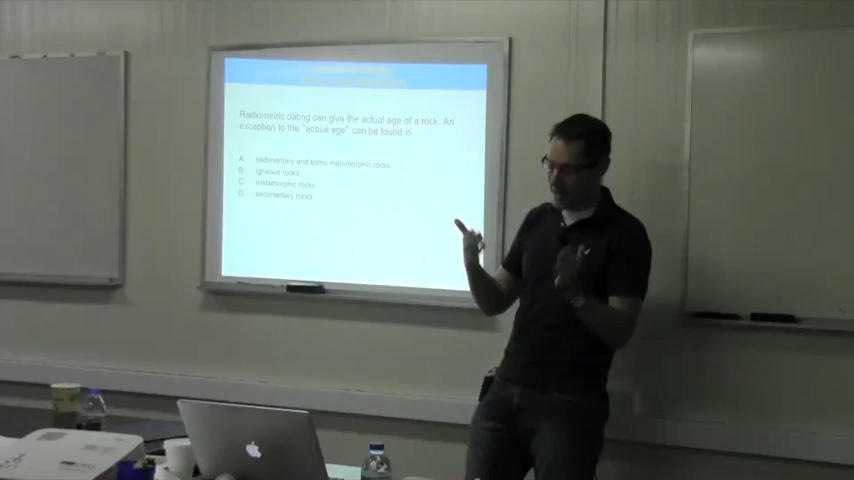 Radiometric dating can give the actual age of a rock. An
exception to the "actual age" can be found in
A. sedimentary and some metamorphic rocks
B. igneous rocks
C. metamorphic rocks
D. sedimentary rocks